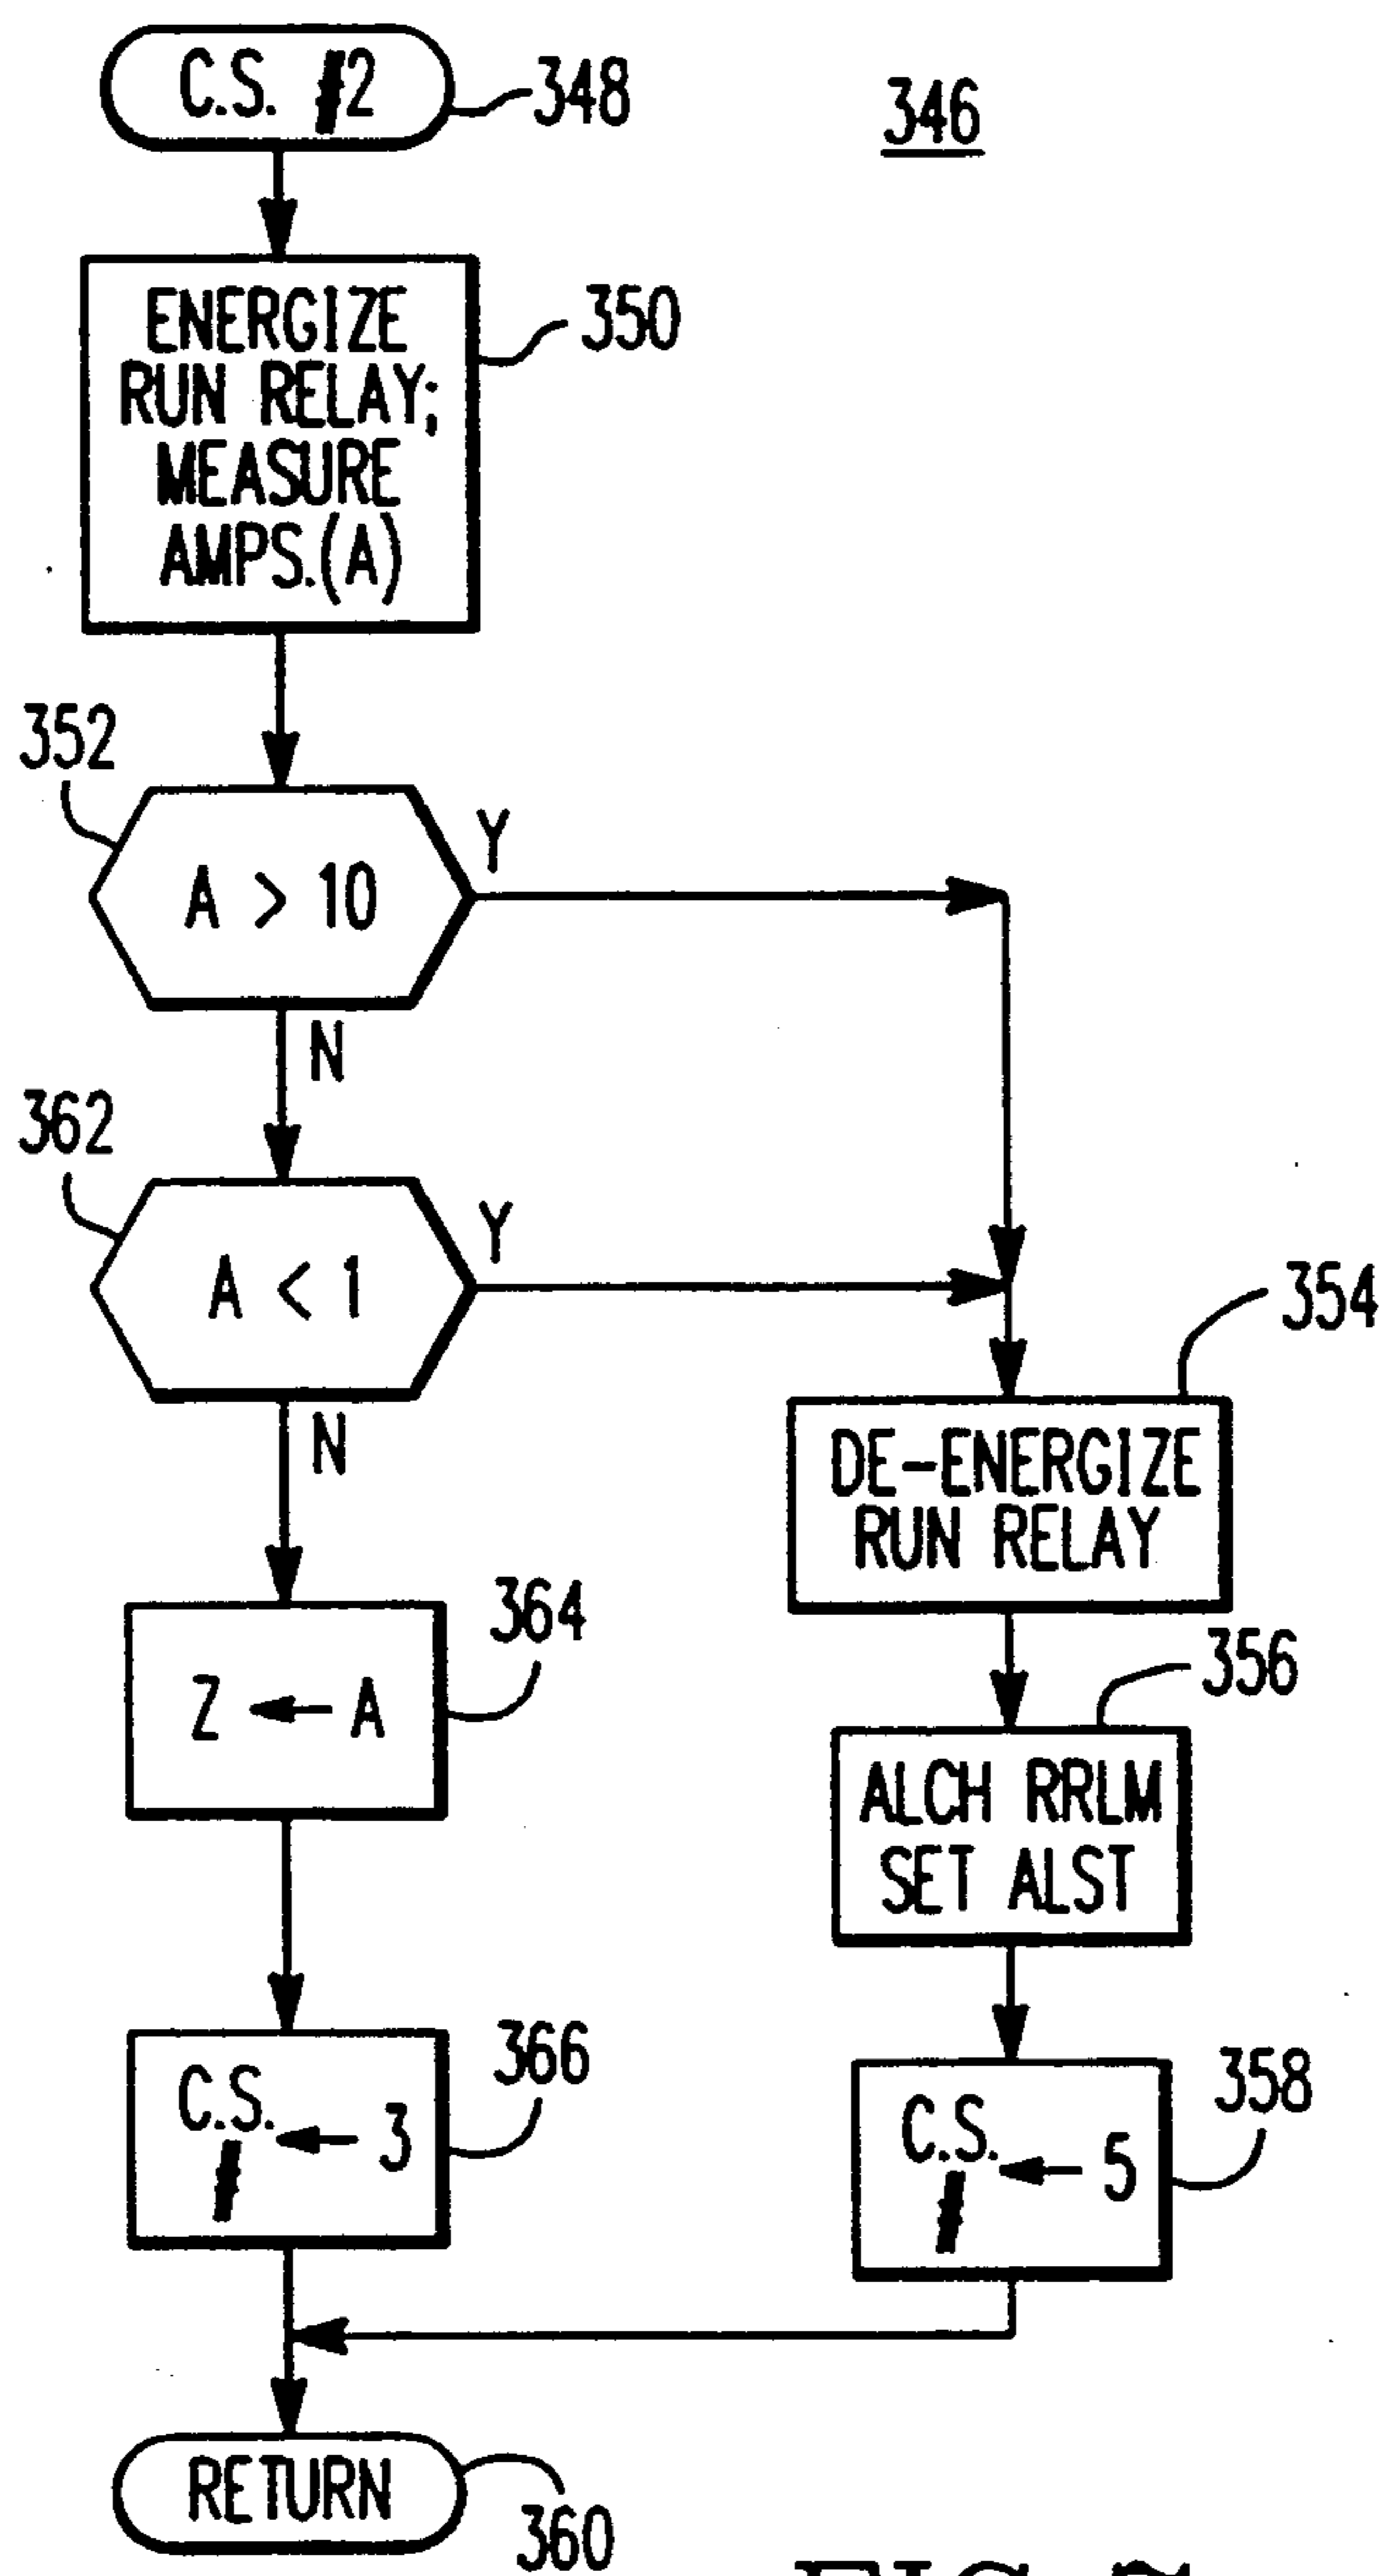 C.S. #2
348
346
ENERGIZE
RUN RELAY;
MEASURE
AMPS.(A)
350
352
A > 10
Y
N
362
A < 1
Y
N
354
DE-ENERGIZE
RUN RELAY
364
Z ← A
356
ALCH RRLM
SET ALST
366
C.S.
# ← 3
358
C.S.
# ← 5
RETURN
360